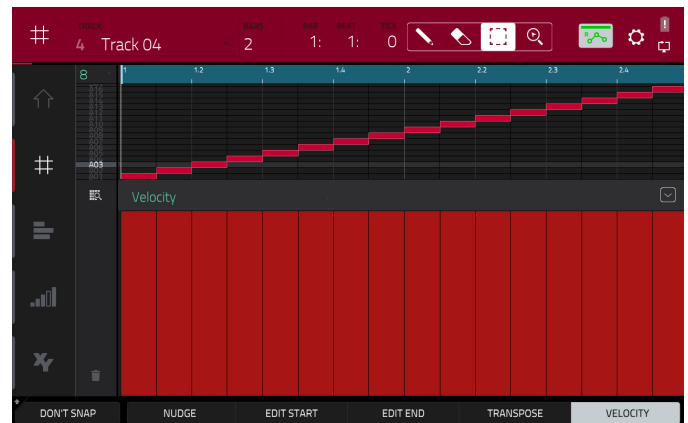 TRACK BARS BAR BEAT TICK
4 Track 04 2 1: 1: 0
8 1 1.2 1.3 1.4 2 2.2 2.3 2.4
A03
Velocity
XY
DON'T SNAP NUDGE EDIT START EDIT END TRANSPOSE VELOCITY